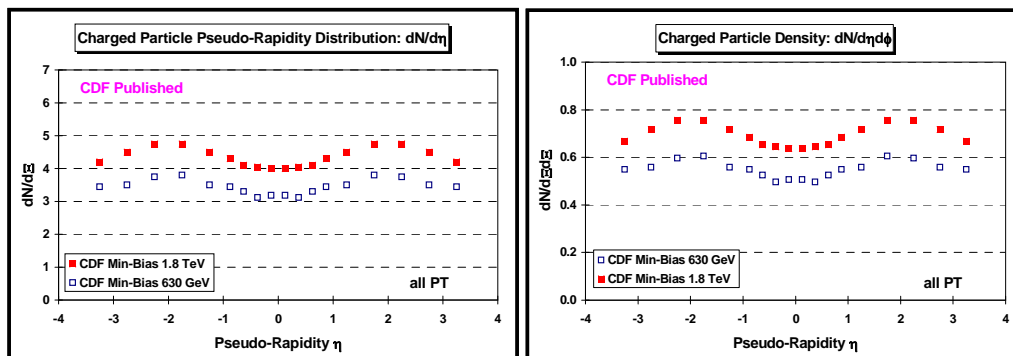 Charged Particle Pseudo-Rapidity Distribution: dN/dη
CDF Published
7
6
5
4
3
2
1
0
dN/dΞ
CDF Min-Bias 1.8 TeV
CDF Min-Bias 630 GeV
all PT
-4 -3 -2 -1 0 1 2 3 4
Pseudo-Rapidity η
Charged Particle Density: dN/dηdϕ
CDF Published
1.0
0.8
0.6
0.4
0.2
0.0
dN/dΞdΞ
CDF Min-Bias 630 GeV
CDF Min-Bias 1.8 TeV
all PT
-4 -3 -2 -1 0 1 2 3 4
Pseudo-Rapidity η